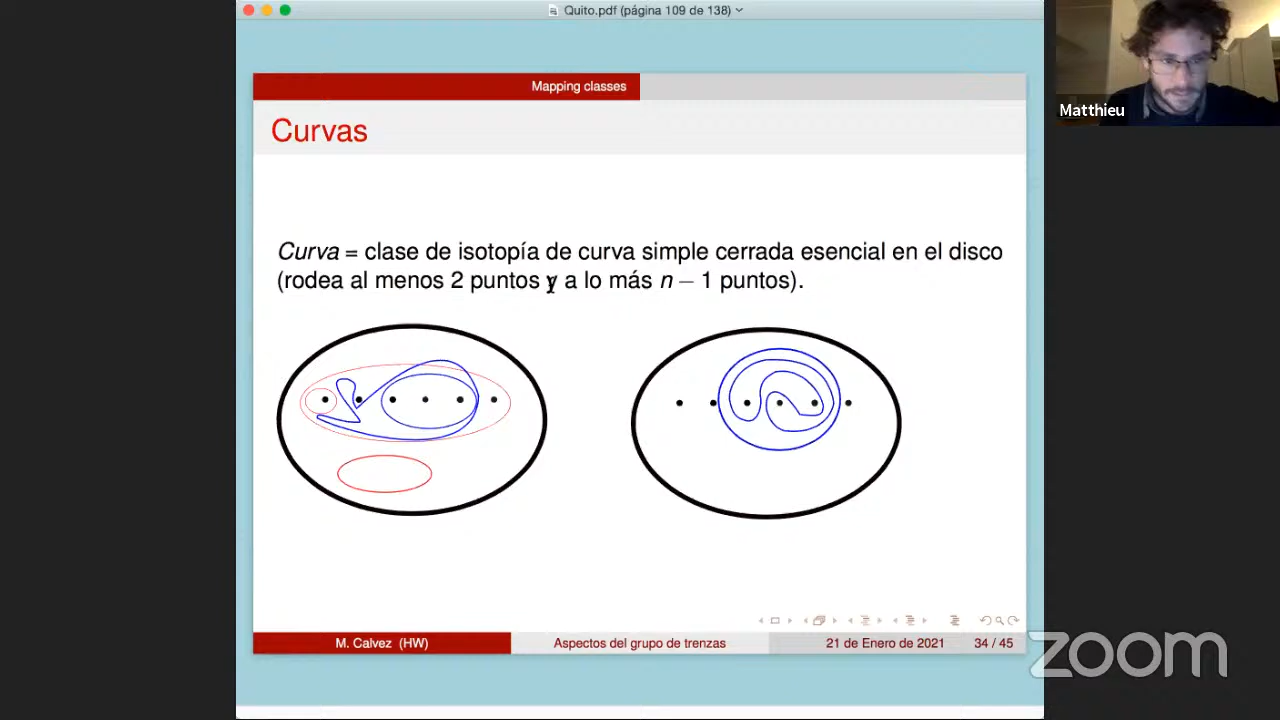 Quito.pdf (página 109 de 138)
Matthieu
Mapping classes
Curvas
Curva = clase de isotopía de curva simple cerrada esencial en el disco
(rodea al menos 2 puntos y a lo más n − 1 puntos).
M. Calvez (HW)
Aspectos del grupo de trenzas
21 de Enero de 2021
34 / 45
zoom